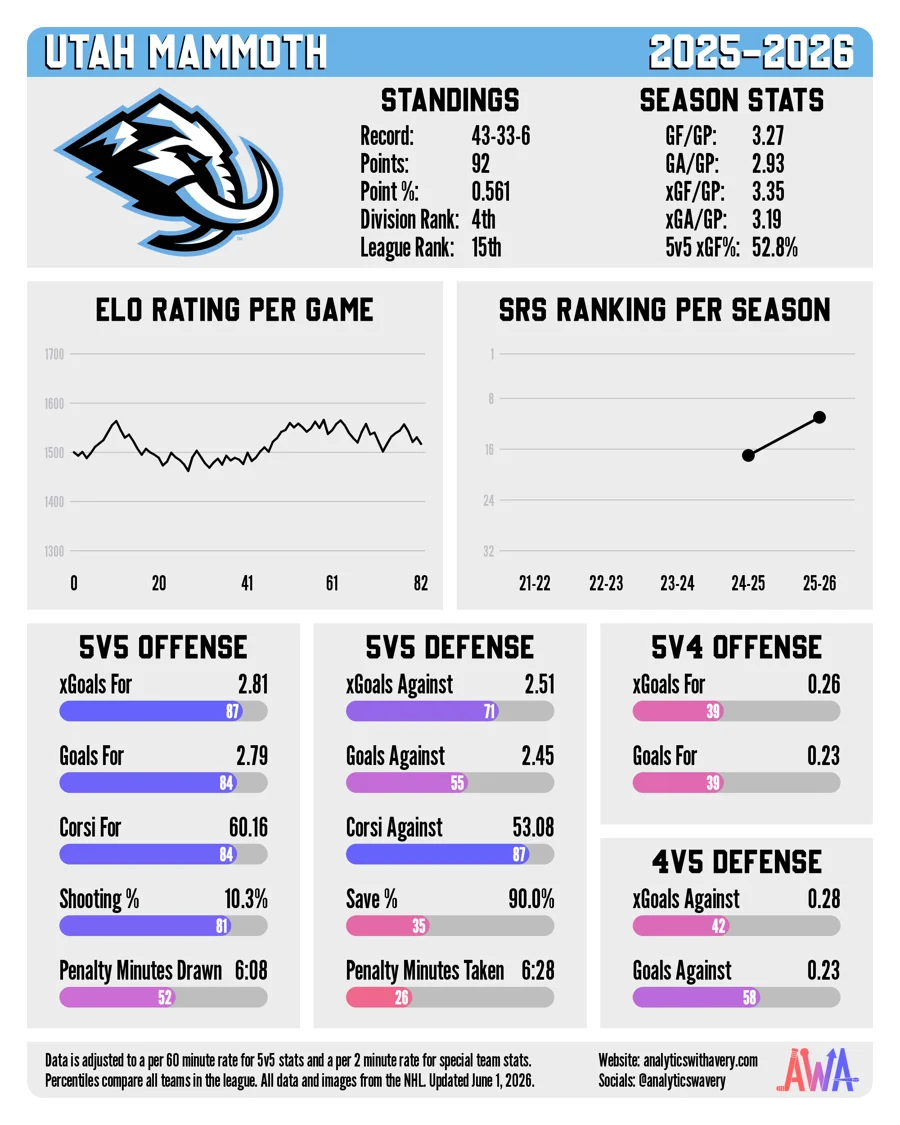 UTAH MAMMOTH 2025-2026
STANDINGS
Record: 43-33-6
Points: 92
Point %: 0.561
Division Rank: 4th
League Rank: 15th
SEASON STATS
GF/GP: 3.27
GA/GP: 2.93
xGF/GP: 3.35
xGA/GP: 3.19
5v5 xGF%: 52.8%
ELO RATING PER GAME
1700
1600
1500
1400
1300
0 20 41 61 82
SRS RANKING PER SEASON
1
8
16
24
32
21-22 22-23 23-24 24-25 25-26
5V5 OFFENSE
xGoals For 2.81
87
Goals For 2.79
84
Corsi For 60.16
84
Shooting % 10.3%
81
Penalty Minutes Drawn 6:08
52
5V5 DEFENSE
xGoals Against 2.51
71
Goals Against 2.45
55
Corsi Against 53.08
87
Save % 90.0%
35
Penalty Minutes Taken 6:28
26
5V4 OFFENSE
xGoals For 0.26
39
Goals For 0.23
39
4V5 DEFENSE
xGoals Against 0.28
42
Goals Against 0.23
58
Data is adjusted to a per 60 minute rate for 5v5 stats and a per 2 minute rate for special team stats.
Percentiles compare all teams in the league. All data and images from the NHL. Updated June 1, 2026.
Website: analyticswithavery.com
Socials: @analyticswavery
AWA